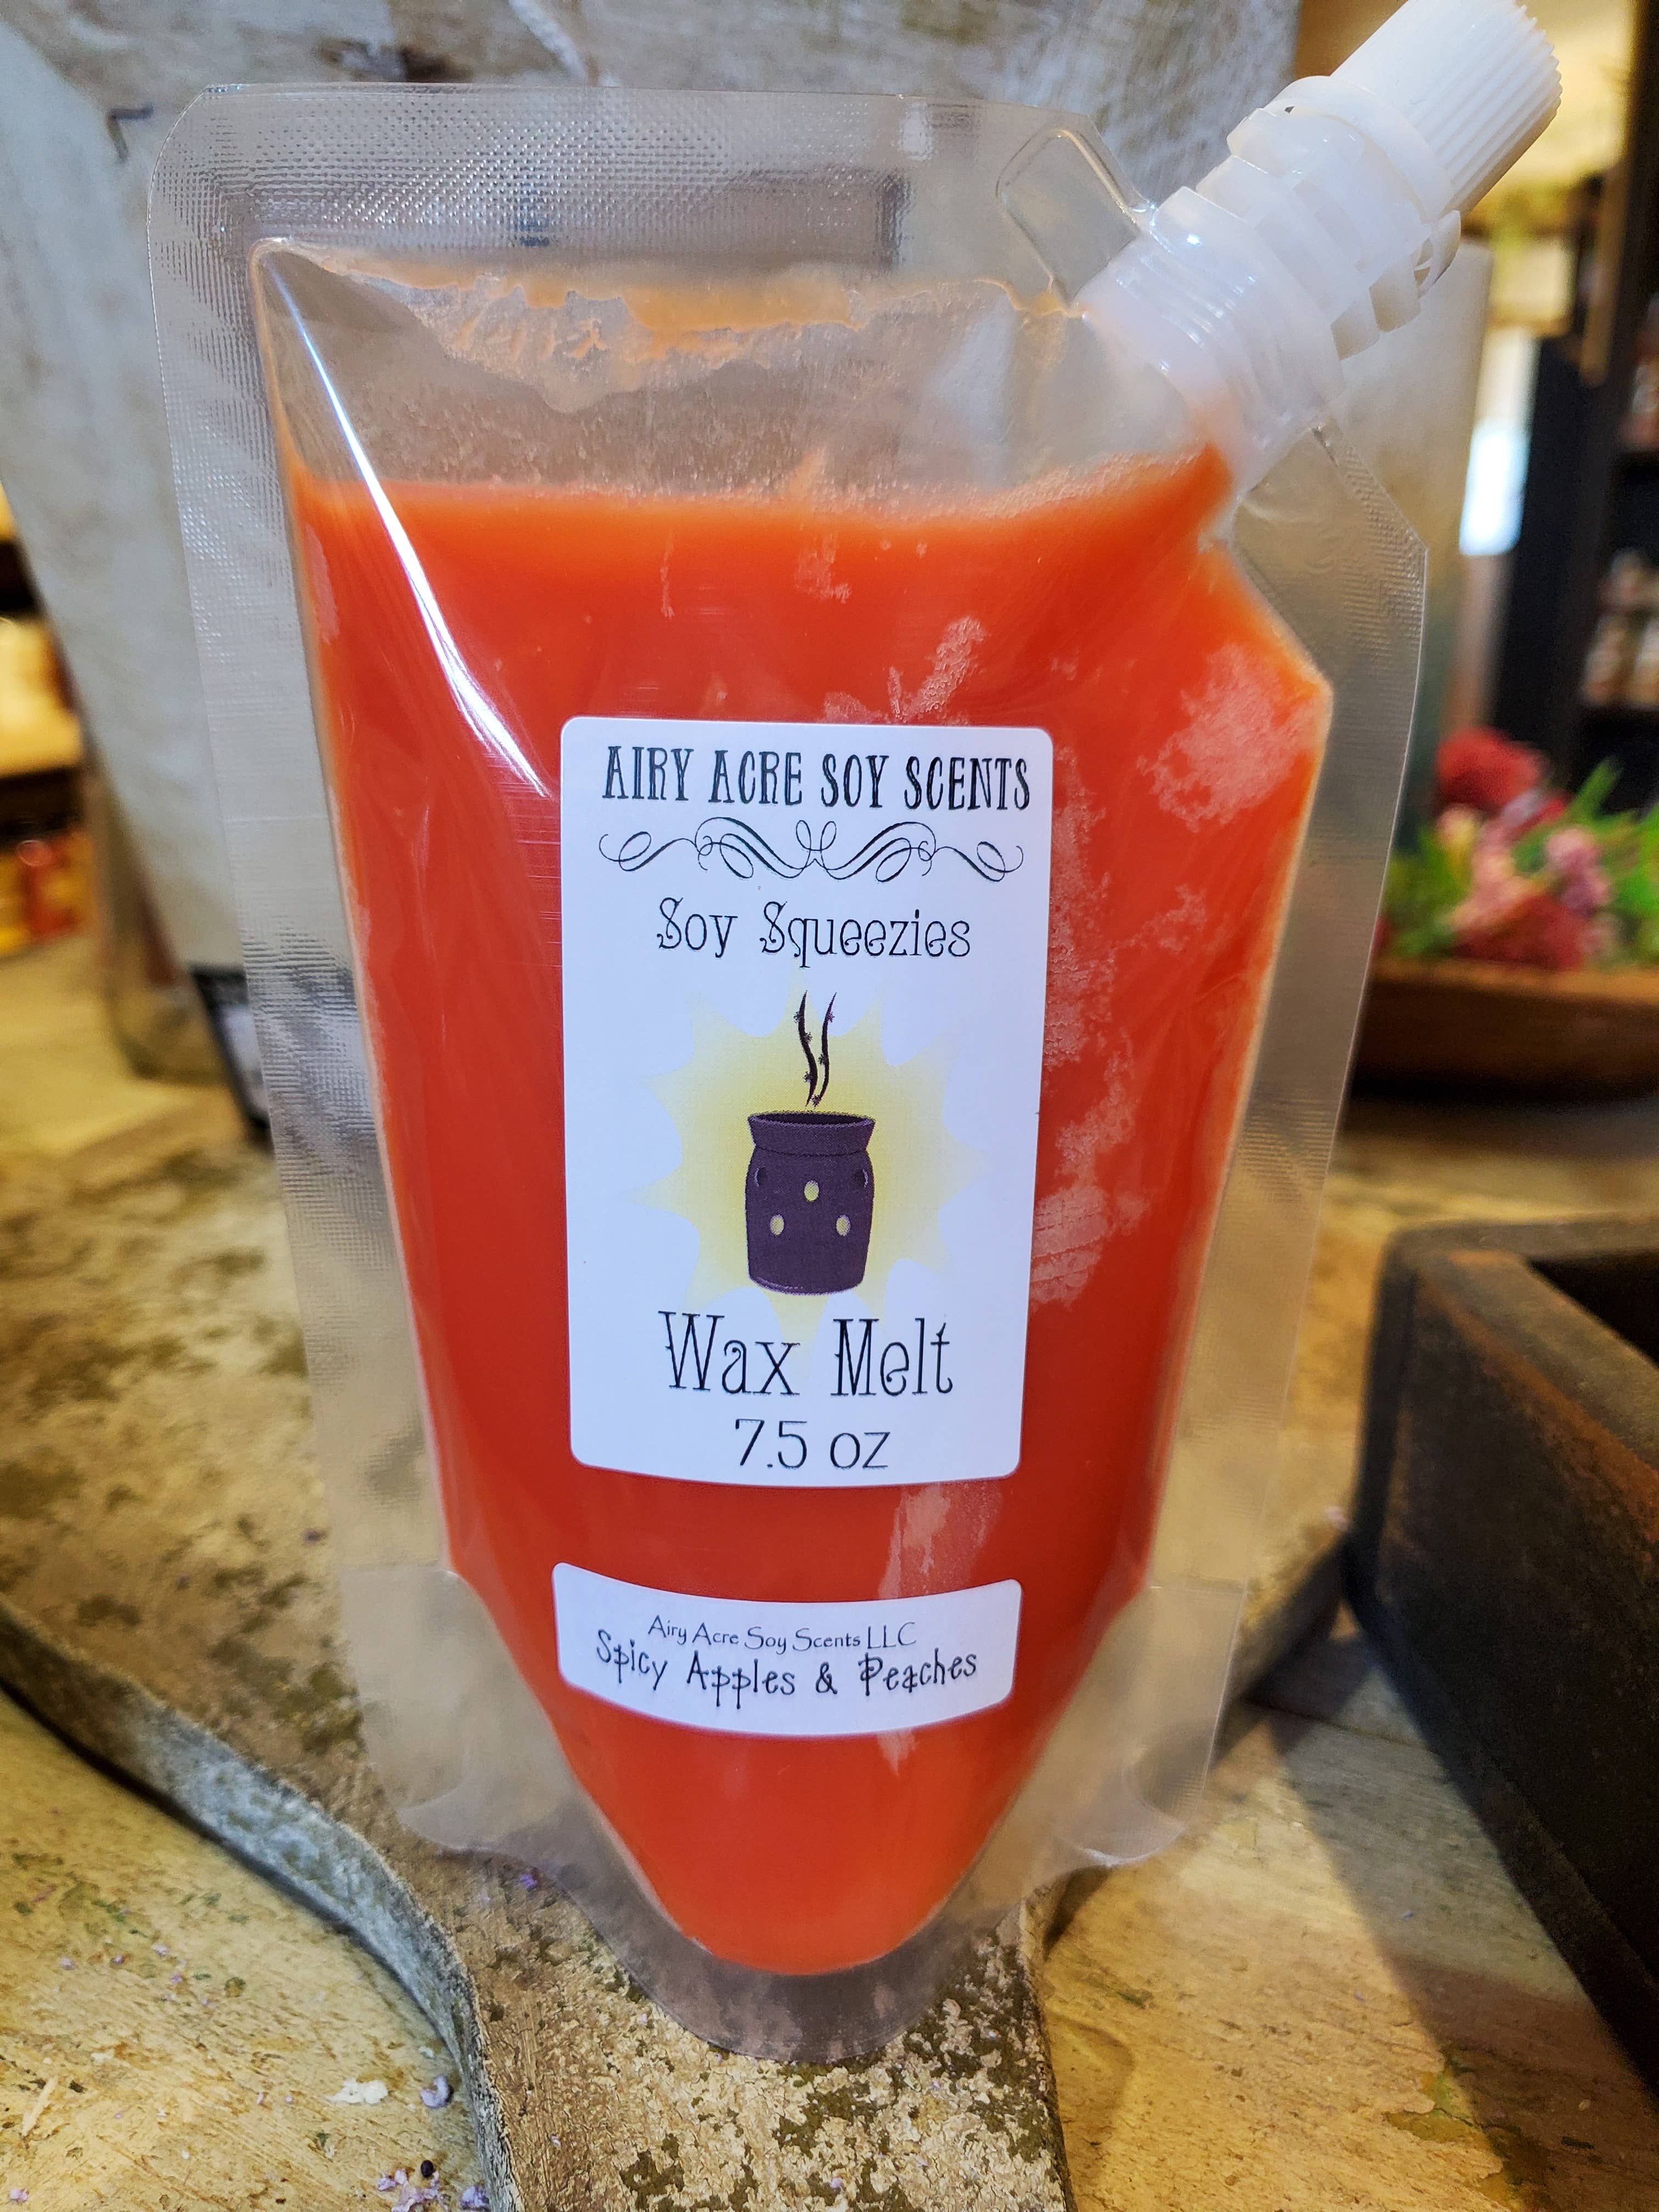 AIRY ACRE SOY SCENTS
Soy Squeezies
Wax Melt
7.5 oz
Airy Acre Soy Scents LLC
Spicy Apples & Peaches